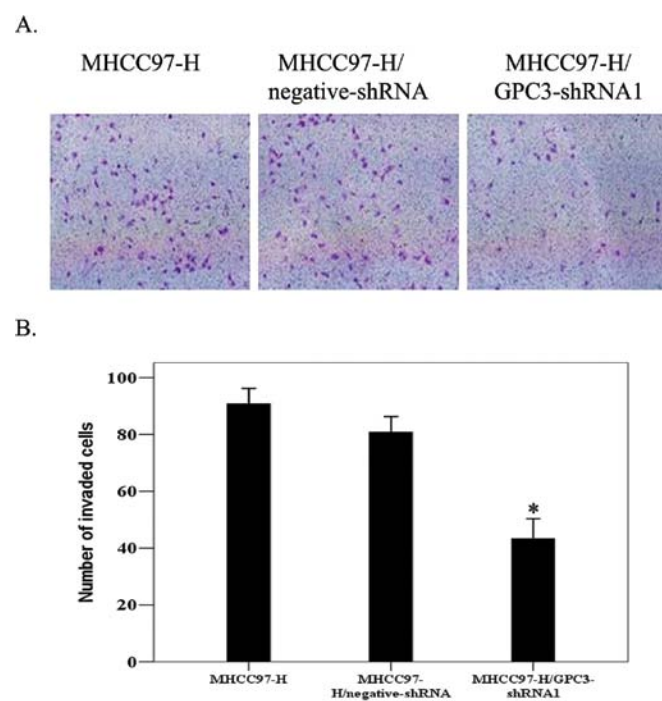 A.
MHCC97-H
MHCC97-H/
negative-shRNA
MHCC97-H/
GPC3-shRNA1
B.
Number of invaded cells
100
80
60
40
20
0
*
MHCC97-H
MHCC97-
H/negative-shRNA
MHCC97-H/GPC3-
shRNA1